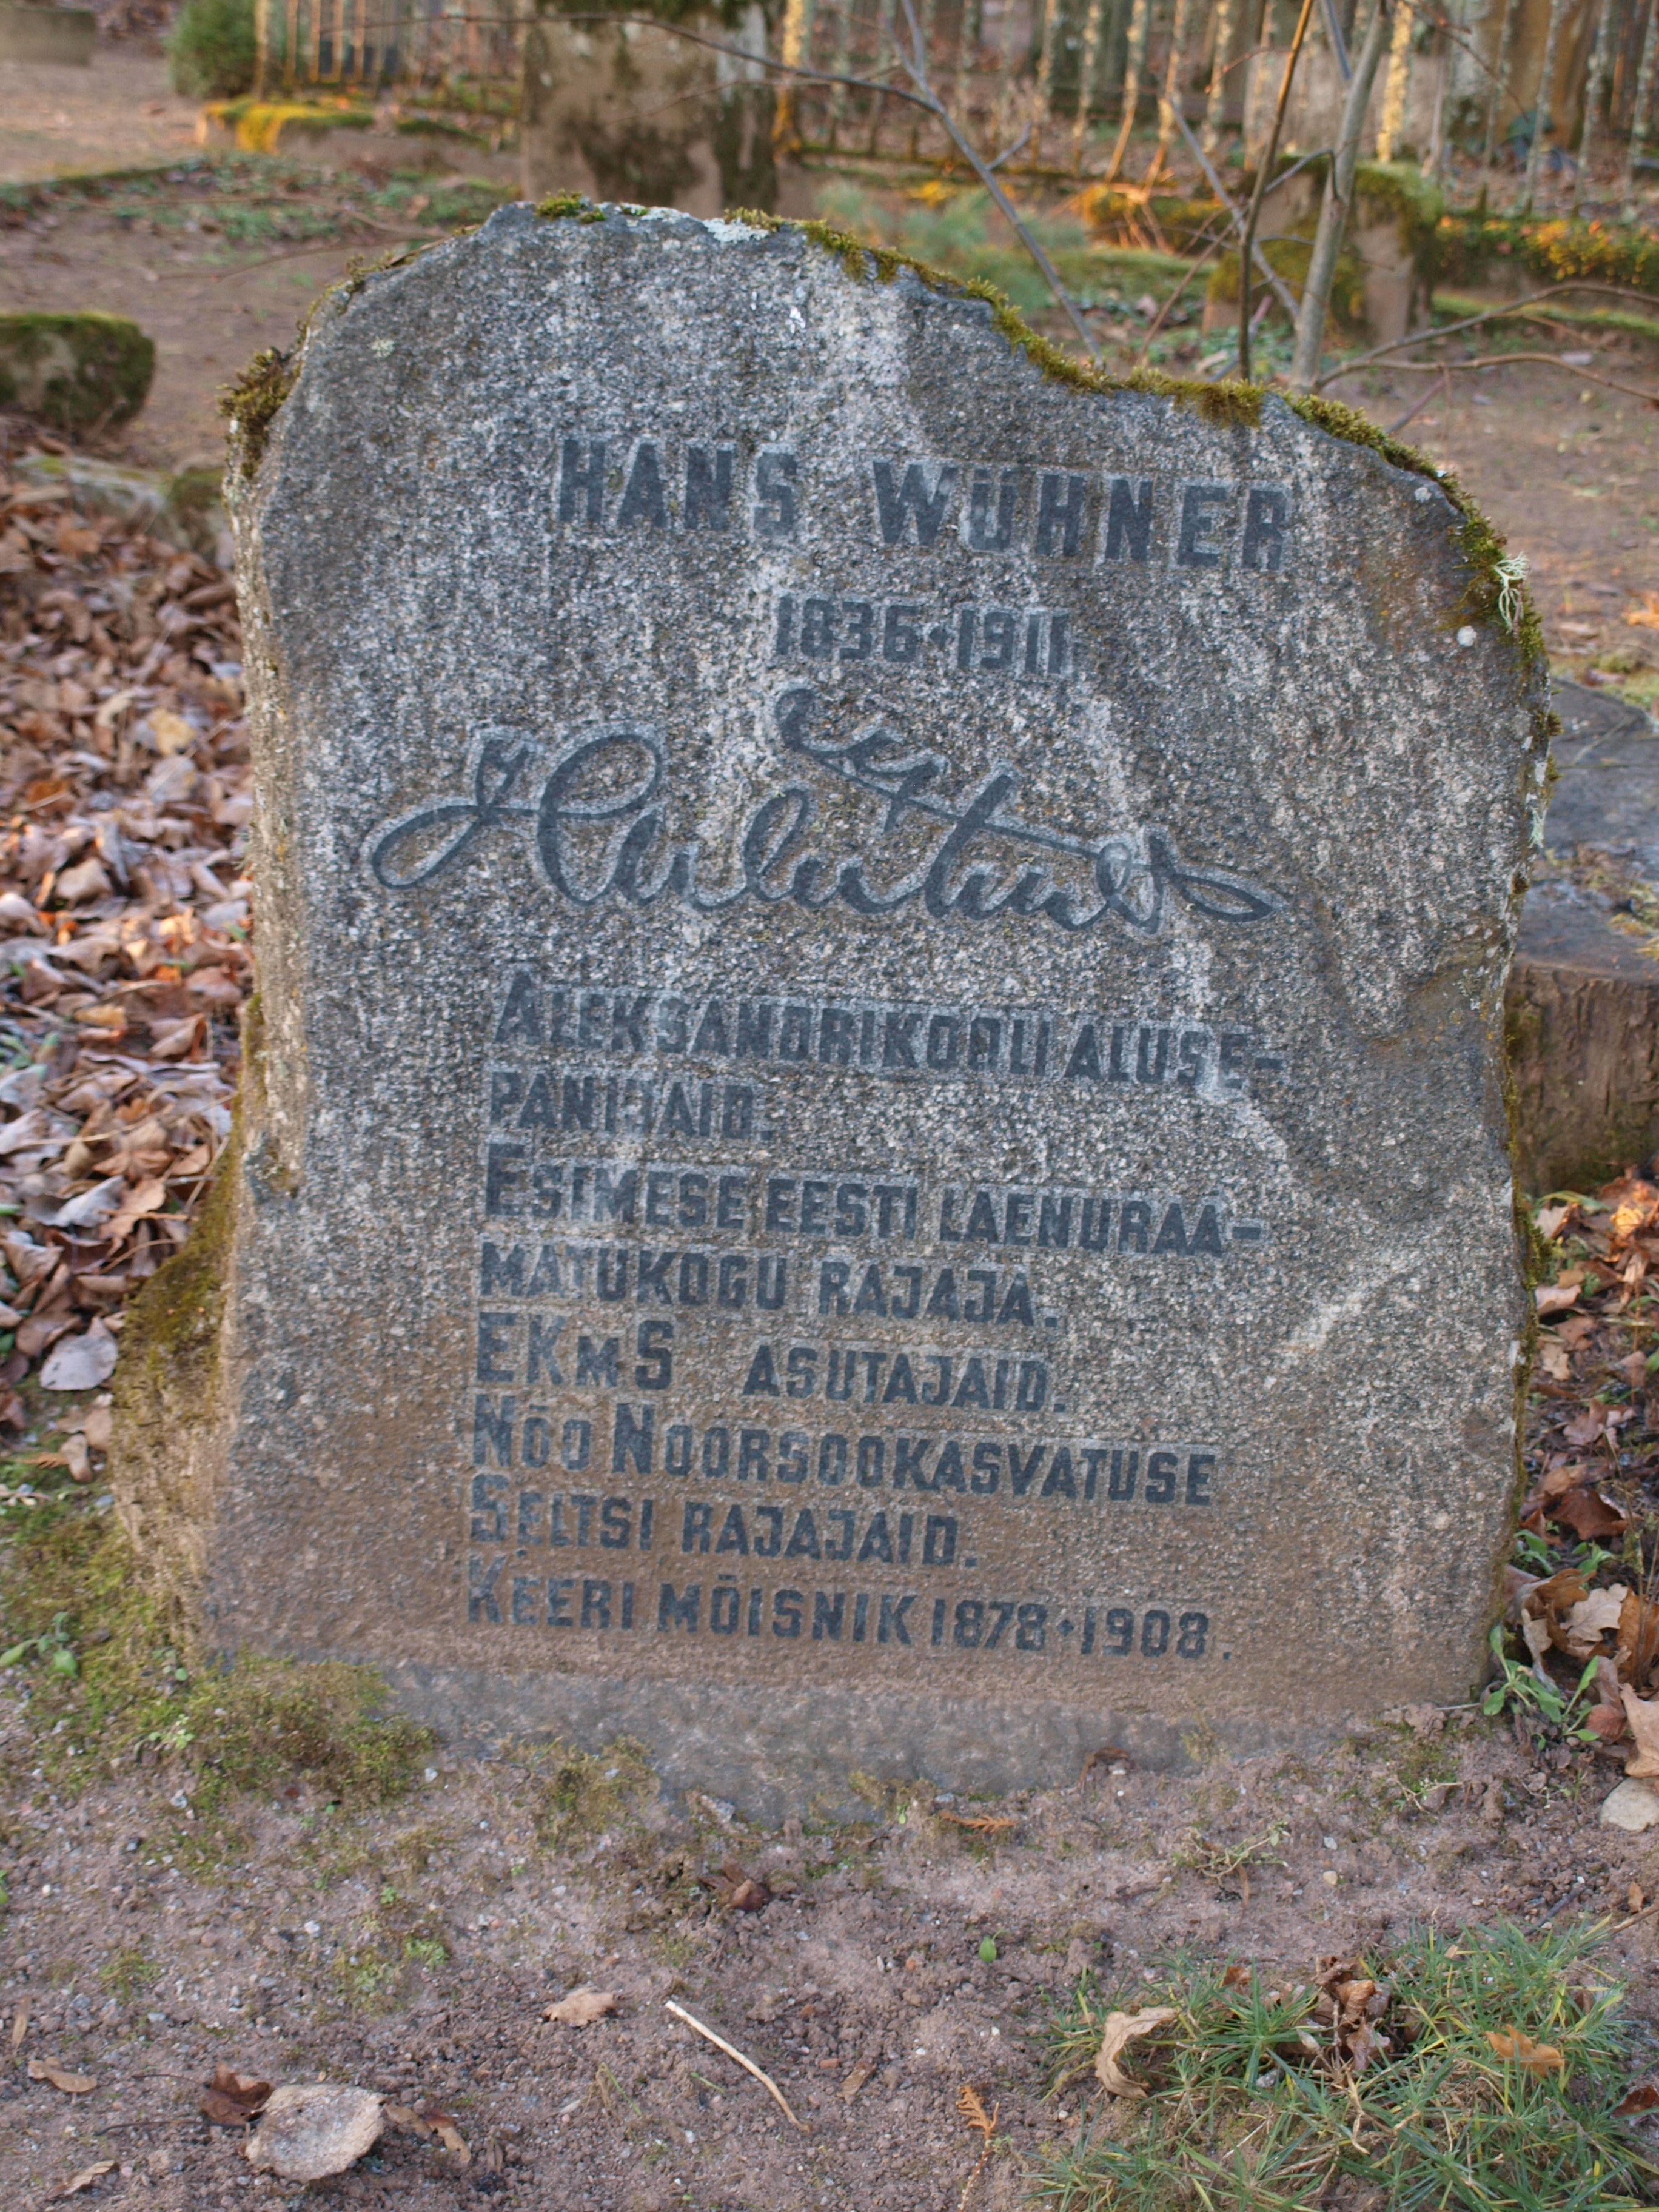 HANS WÜHNER
1836 · 1911
ALEKSANDRIKOOLI ALUSE-
PANIJAID.
ESIMESE EESTI LAENURAA-
MATUKOGU RAJAJA.
EKmS ASUTAJAID.
NÕO NOORSOOKASVATUSE
SELTSI RAJAJAID.
KEERI MÕISNIK 1878 · 1908.